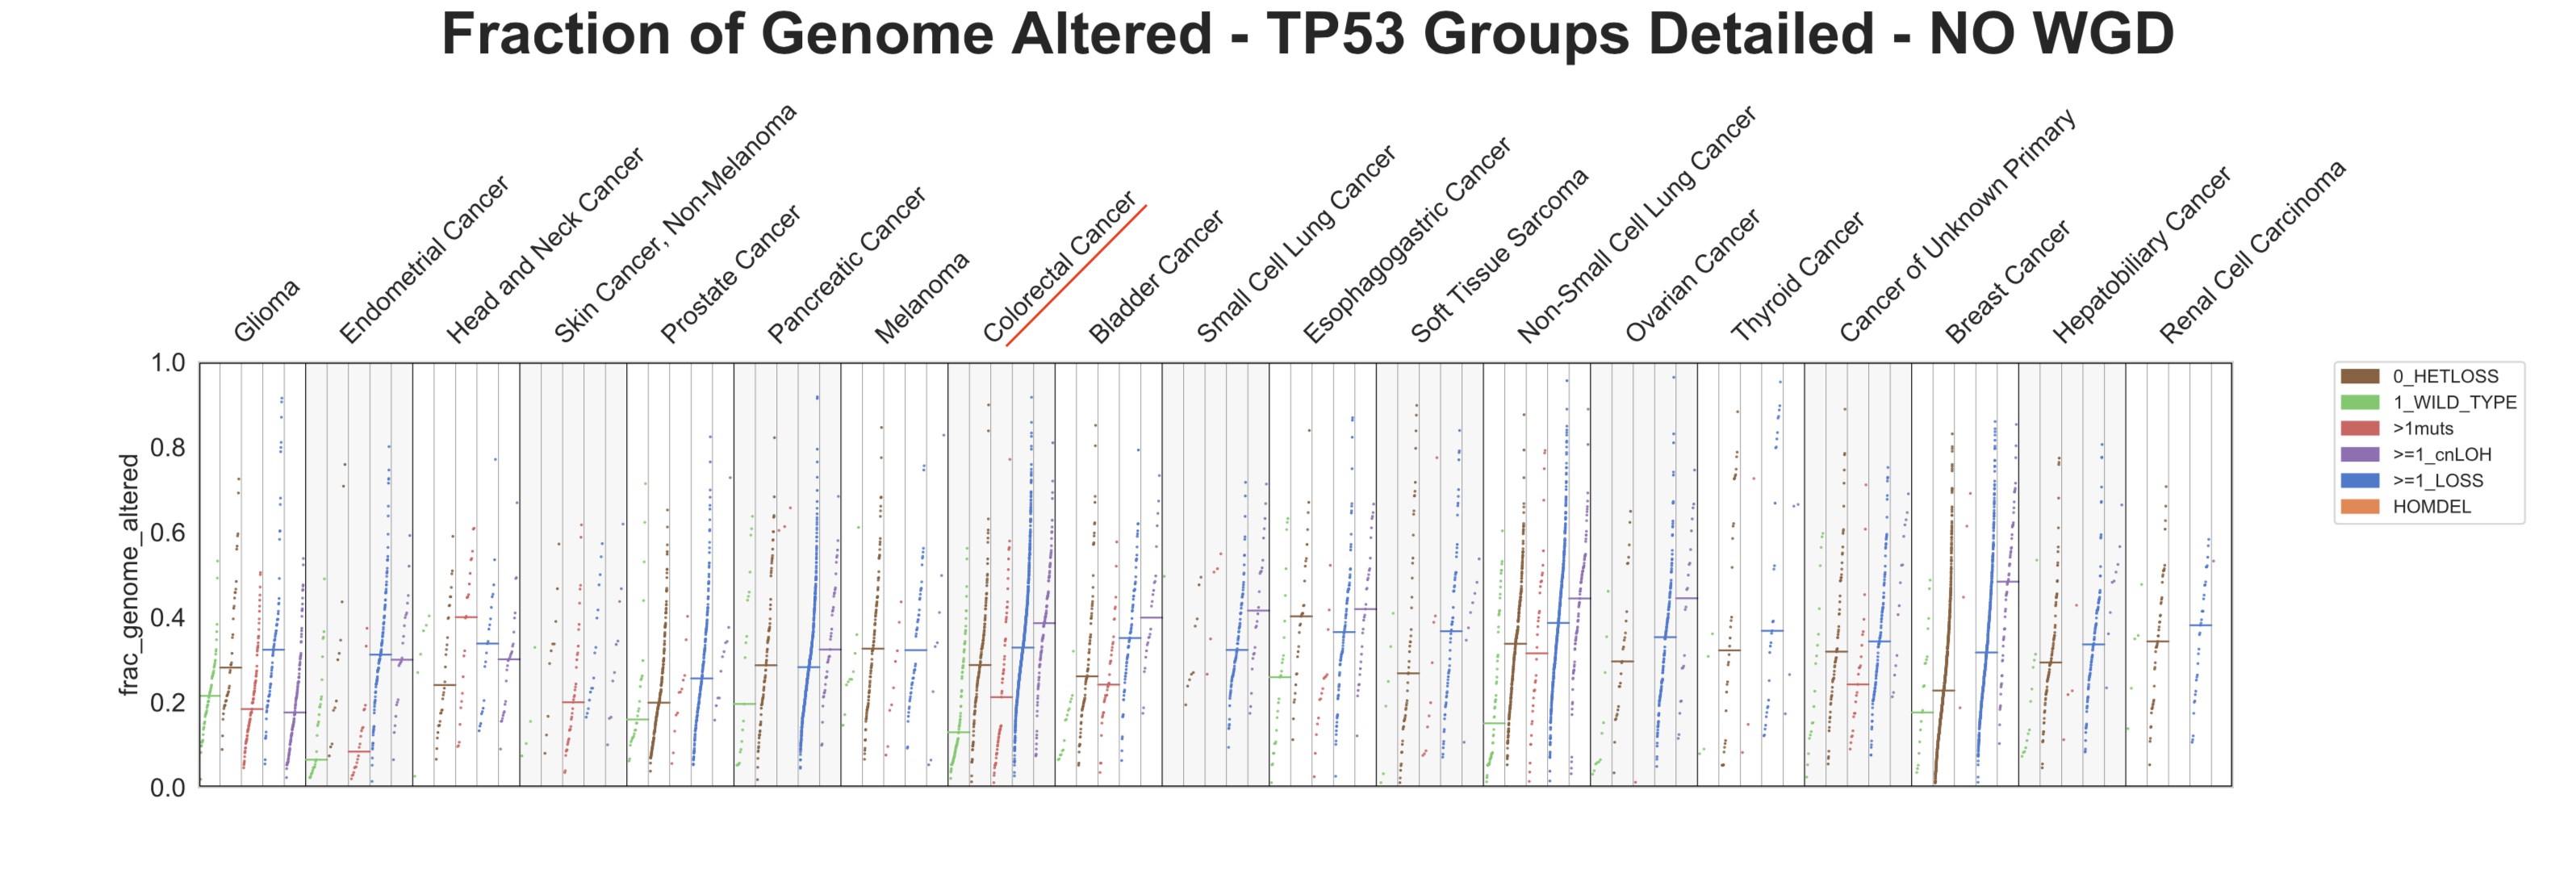 Fraction of Genome Altered - TP53 Groups Detailed - NO WGD
Glioma
Endometrial Cancer
Head and Neck Cancer
Skin Cancer, Non-Melanoma
Prostate Cancer
Pancreatic Cancer
Melanoma
Colorectal Cancer
Bladder Cancer
Small Cell Lung Cancer
Esophagogastric Cancer
Soft Tissue Sarcoma
Non-Small Cell Lung Cancer
Ovarian Cancer
Thyroid Cancer
Cancer of Unknown Primary
Breast Cancer
Hepatobiliary Cancer
Renal Cell Carcinoma
frac_genome_altered
1.0
0.8
0.6
0.4
0.2
0.0
0_HETLOSS
1_WILD_TYPE
>1muts
>=1_cnLOH
>=1_LOSS
HOMDEL